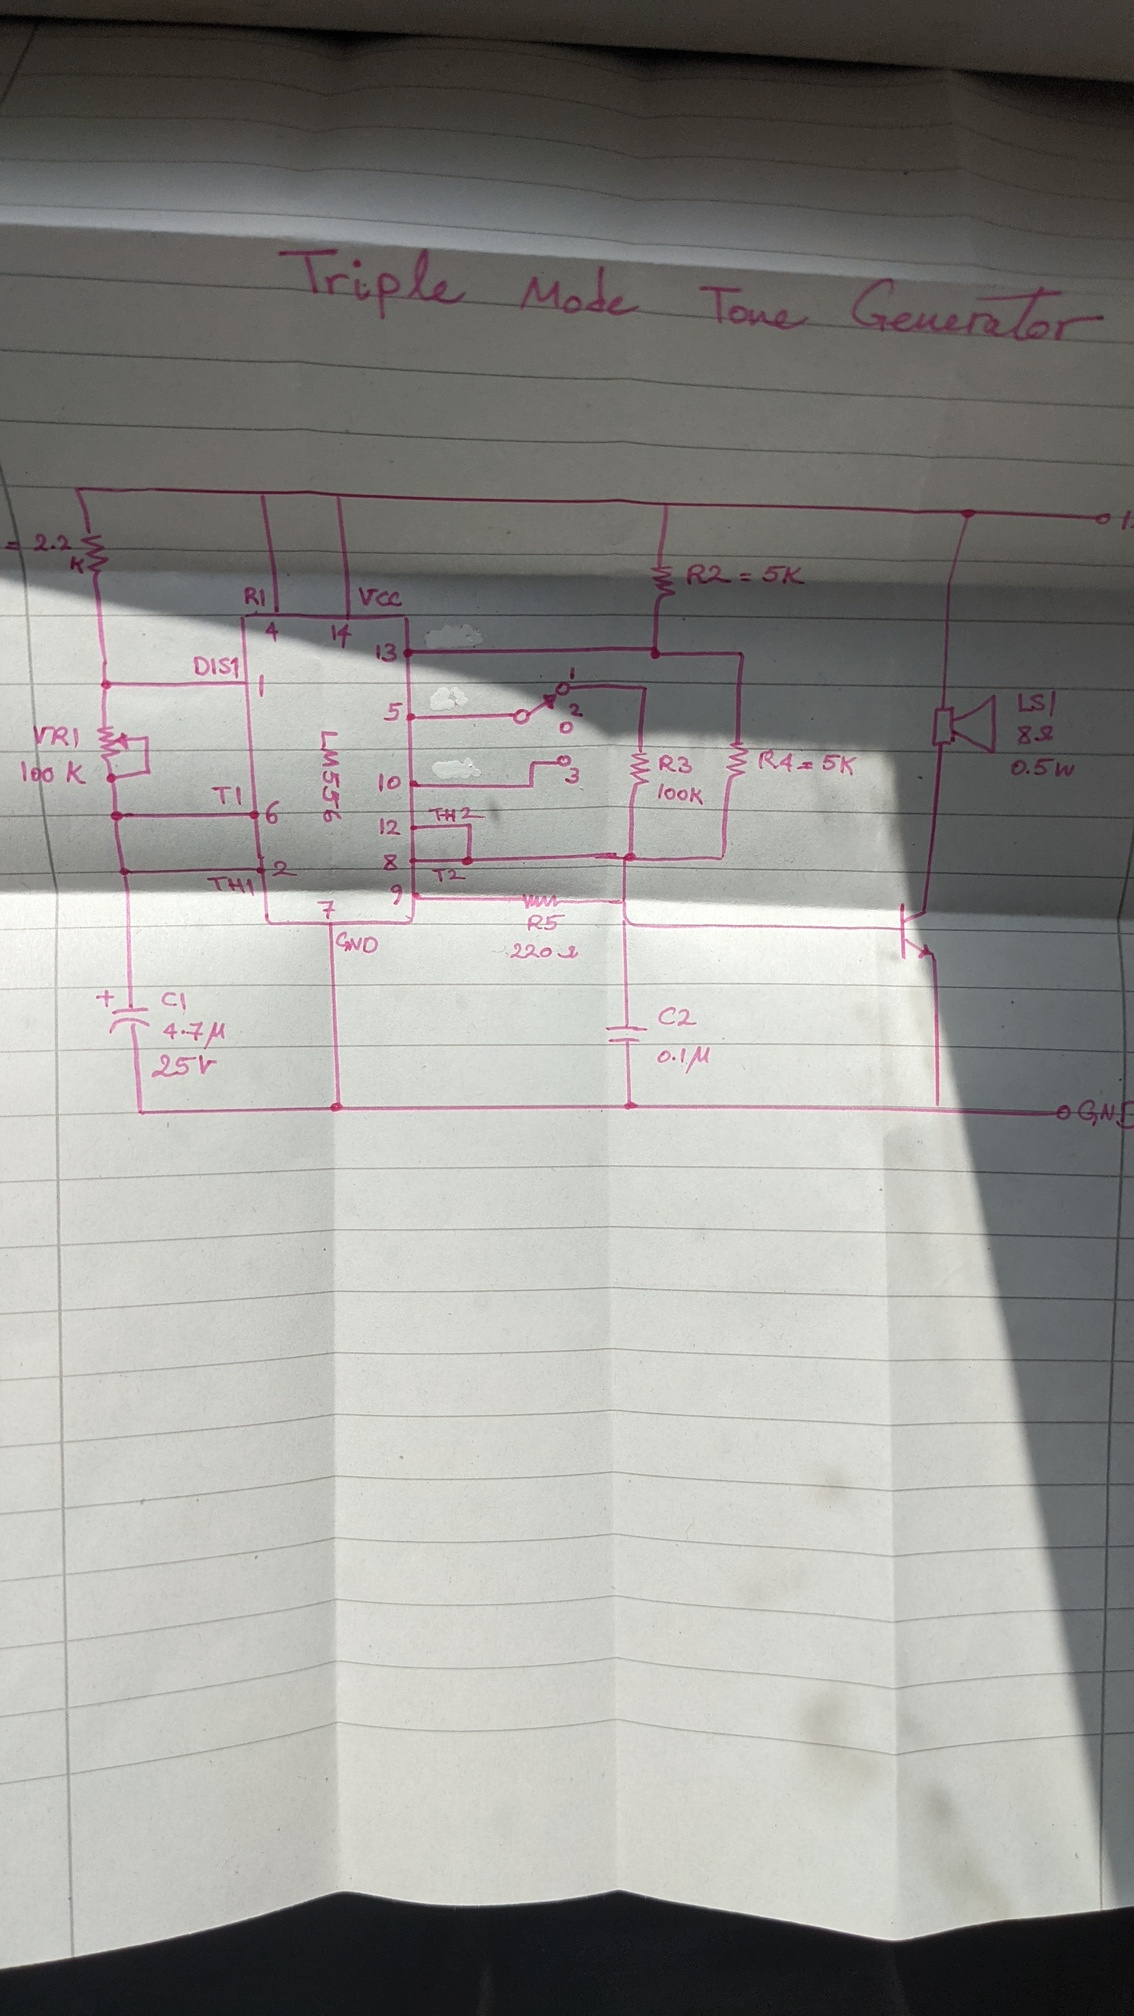 Triple Mode Tone Generator
= 2.2
K
R1
VCC
R2 = 5K
4
14
13
DIS1
1
5
1
2
0
LS1
8Ω
0.5W
VR1
100 K
LM556
10
3
R3
100K
R4 = 5K
T1
6
12
TH2
8
T2
2
TH1
9
7
R5
220Ω
GND
+
C1
4.7µ
25V
C2
0.1µ
GND